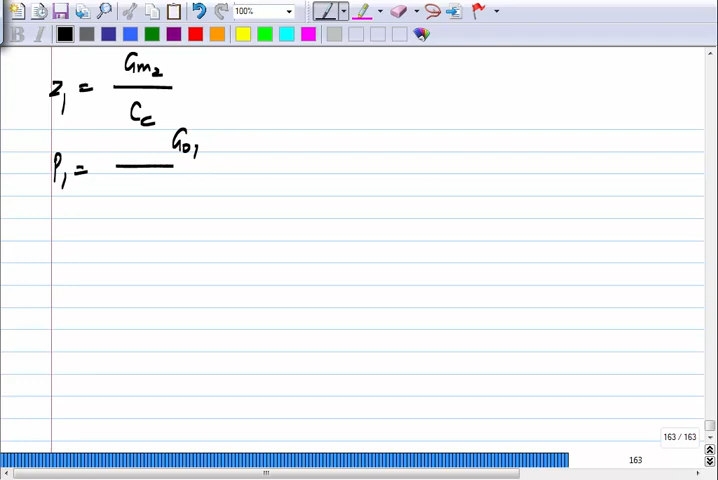 100%
B I
z₁ = Gm₂ / Cc
p₁ = Go₁ /
163 / 163
163